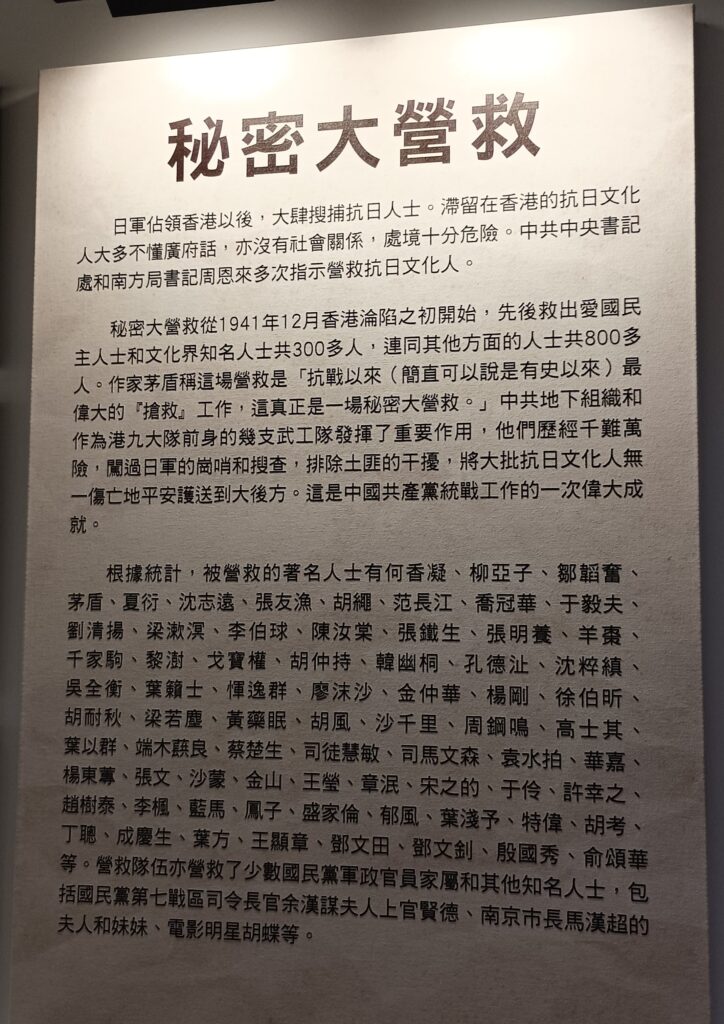 秘密大營救
日軍佔領香港以後，大肆搜捕抗日人士。滯留在香港的抗日文化
人大多不懂廣府話，亦沒有社會關係，處境十分危險。中共中央書記
處和南方局書記周恩來多次指示營救抗日文化人。
秘密大營救從1941年12月香港淪陷之初開始，先後救出愛國民
主人士和文化界知名人士共300多人，連同其他方面的人士共800多
人。作家茅盾稱這場營救是「抗戰以來（簡直可以說是有史以來）最
偉大的『搶救』工作，這真正是一場秘密大營救。」中共地下組織和
作為港九大隊前身的幾支武工隊發揮了重要作用，他們歷經千難萬
險，闖過日軍的崗哨和搜查，排除土匪的干擾，將大批抗日文化人無
一傷亡地平安護送到大後方。這是中國共產黨統戰工作的一次偉大成
就。
根據統計，被營救的著名人士有何香凝、柳亞子、鄒韜奮、
茅盾、夏衍、沈志遠、張友漁、胡繩、范長江、喬冠華、于毅夫、
劉清揚、梁漱溟、李伯球、陳汝棠、張鐵生、張明養、羊棗、
千家駒、黎澍、戈寶權、胡仲持、韓幽桐、孔德沚、沈粹縝、
吳全衡、葉籟士、惲逸群、廖沫沙、金仲華、楊剛、徐伯昕、
胡耐秋、梁若塵、黃藥眠、胡風、沙千里、周鋼鳴、高士其、
葉以群、端木蕻良、蔡楚生、司徒慧敏、司馬文森、袁水拍、華嘉、
楊東蓴、張文、沙蒙、金山、王瑩、章泯、宋之的、于伶、許幸之、
趙樹泰、李楓、藍馬、鳳子、盛家倫、郁風、葉淺予、特偉、胡考、
丁聰、成慶生、葉方、王顯章、鄧文田、鄧文釗、殷國秀、俞頌華
等。營救隊伍亦營救了少數國民黨軍政官員家屬和其他知名人士，包
括國民黨第七戰區司令長官余漢謀夫人上官賢德、南京市長馬漢超的
夫人和妹妹、電影明星胡蝶等。